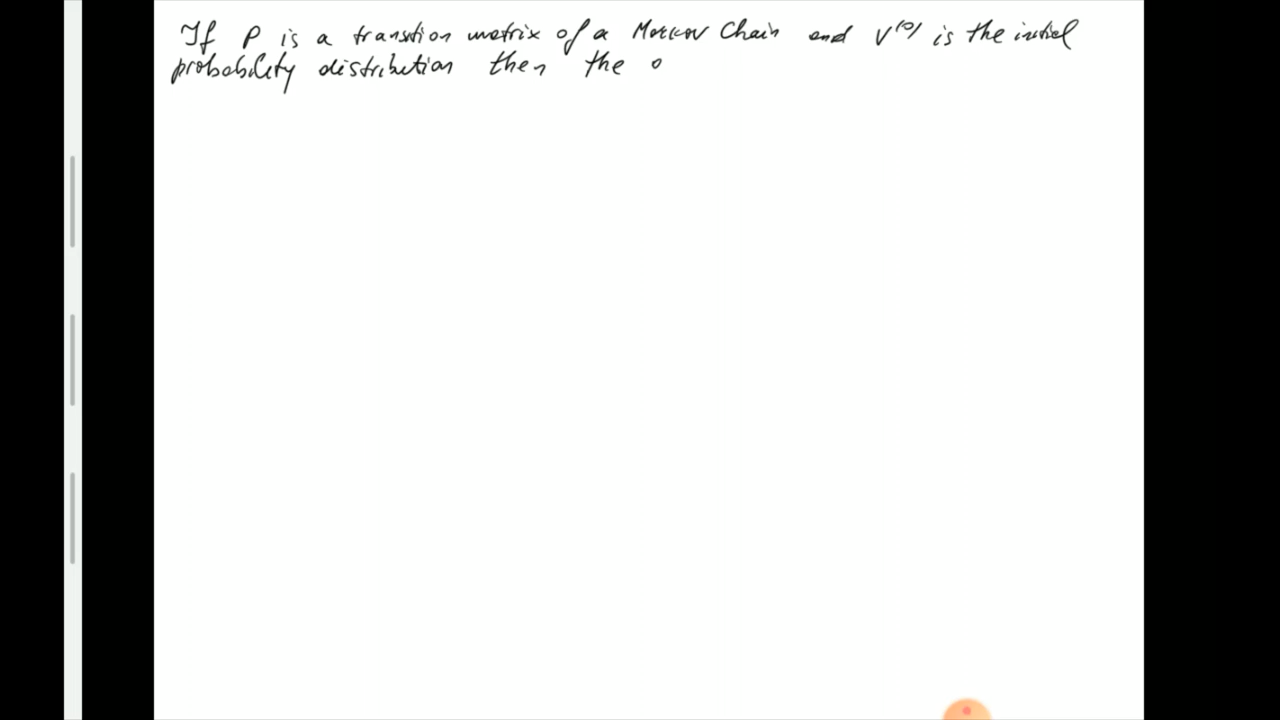 If P is a transition matrix of a Markov Chain and V⁽⁰⁾ is the initial
probability distribution then the o